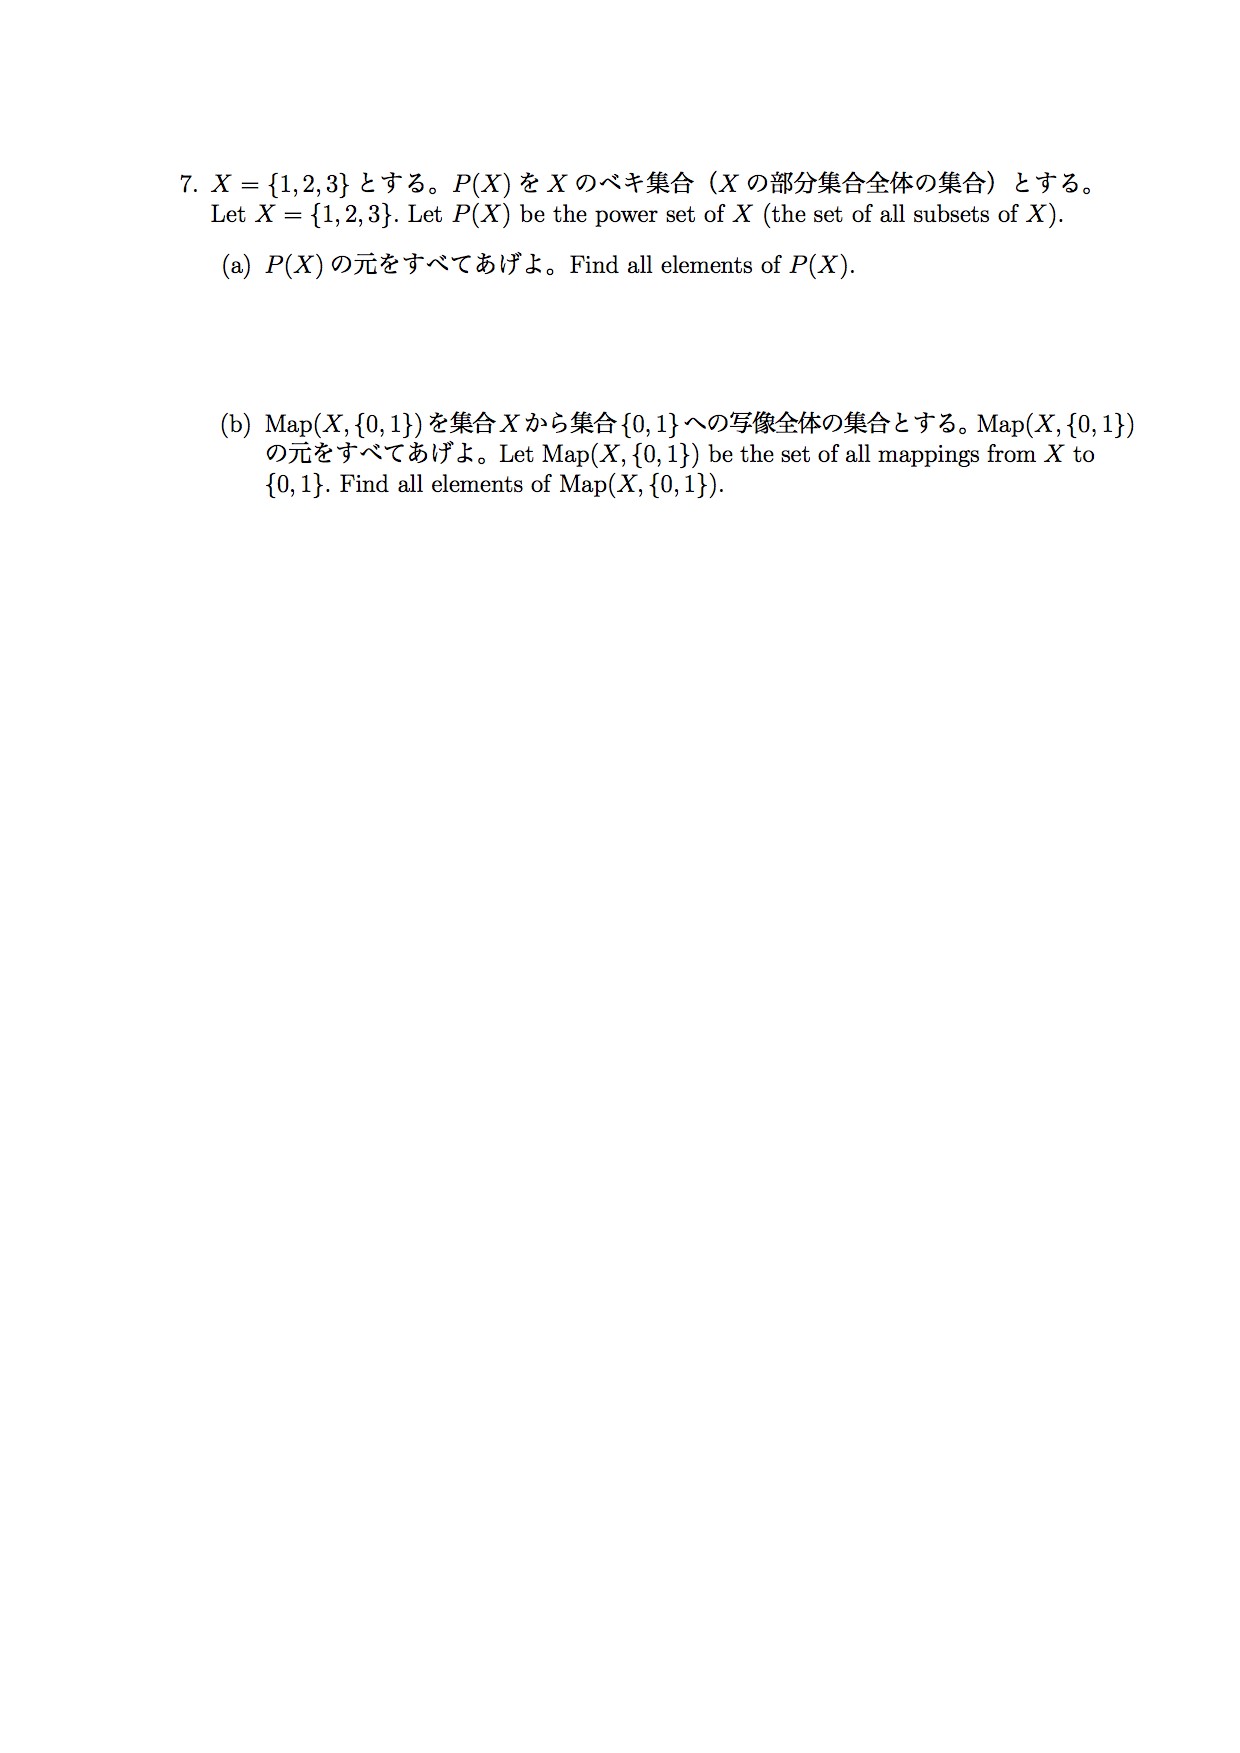 7. X = {1, 2, 3} とする。P(X) を X のベキ集合（X の部分集合全体の集合）とする。
Let X = {1, 2, 3}. Let P(X) be the power set of X (the set of all subsets of X).
(a) P(X) の元をすべてあげよ。Find all elements of P(X).
(b) Map(X, {0, 1}) を集合 X から集合 {0, 1} への写像全体の集合とする。Map(X, {0, 1})
の元をすべてあげよ。Let Map(X, {0, 1}) be the set of all mappings from X to
{0, 1}. Find all elements of Map(X, {0, 1}).